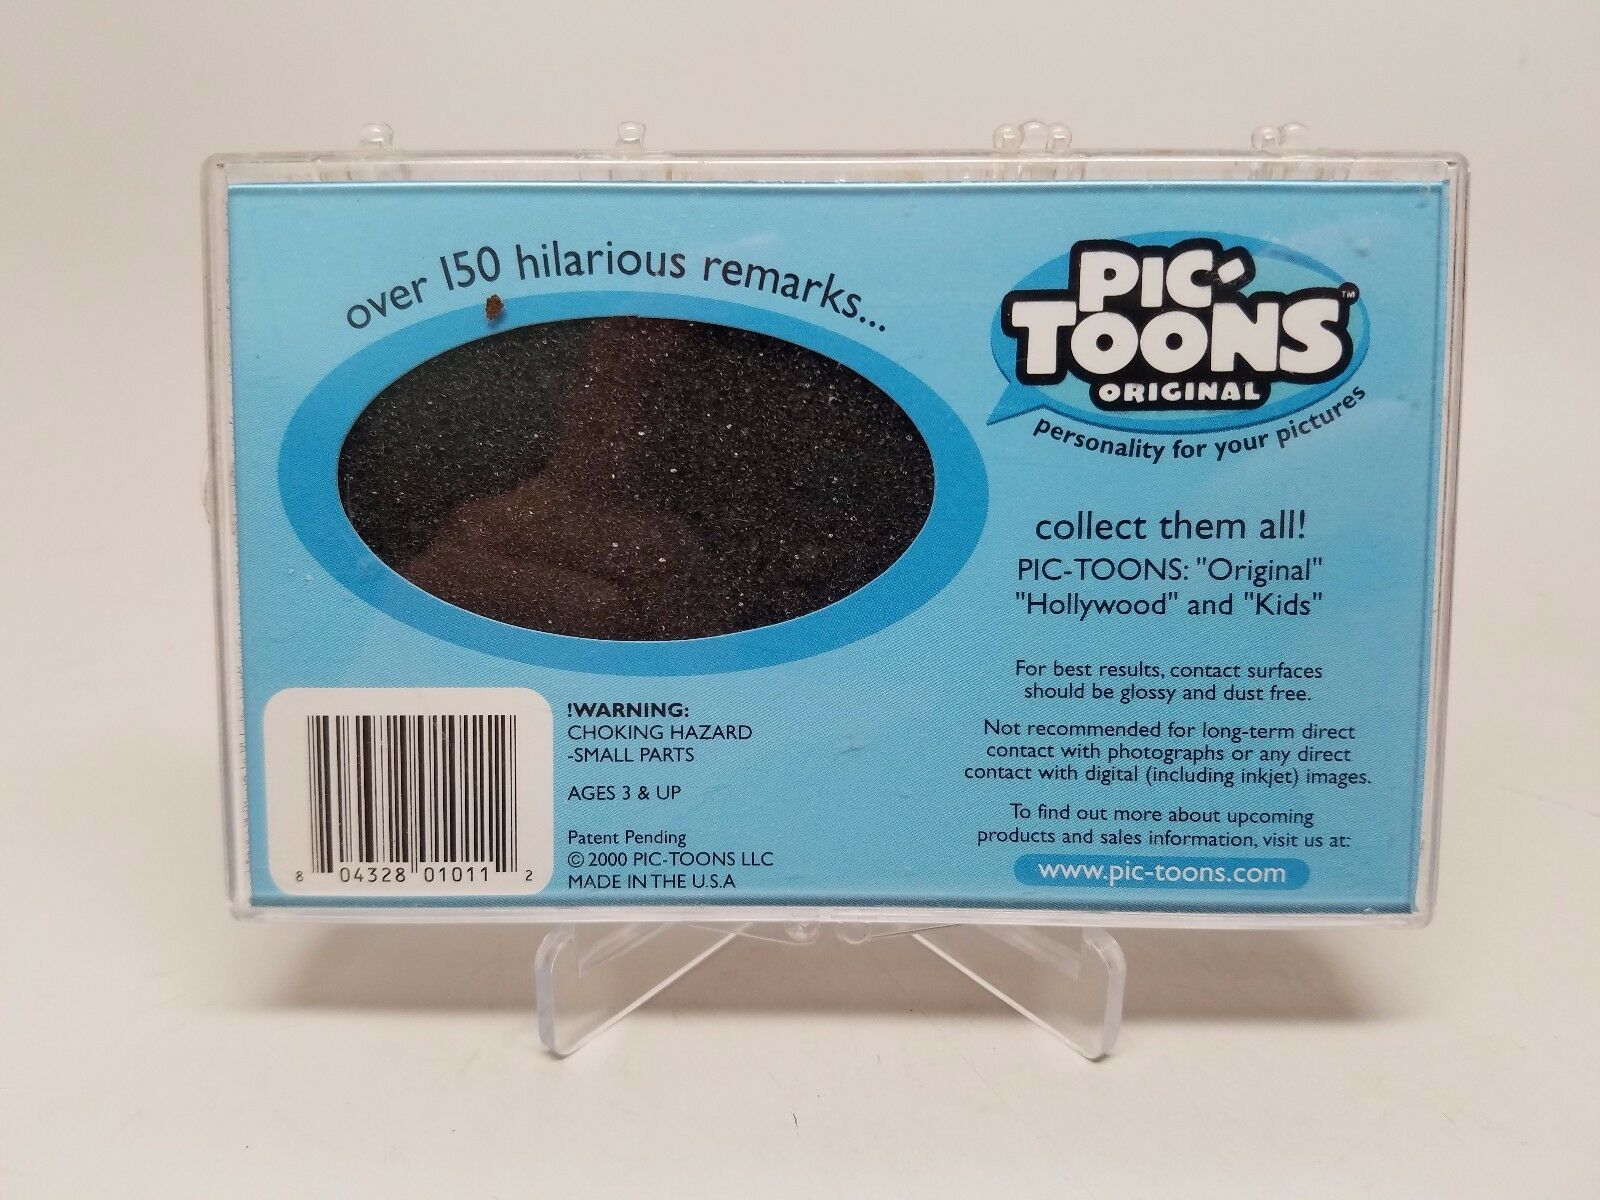 over 150 hilarious remarks...
PIC-
TOONS™
ORIGINAL
personality for your pictures
collect them all!
PIC-TOONS: "Original"
"Hollywood" and "Kids"
For best results, contact surfaces
should be glossy and dust free.
Not recommended for long-term direct
contact with photographs or any direct
contact with digital (including inkjet) images.
To find out more about upcoming
products and sales information, visit us at:
www.pic-toons.com
!WARNING:
CHOKING HAZARD
-SMALL PARTS
AGES 3 & UP
Patent Pending
© 2000 PIC-TOONS LLC
MADE IN THE U.S.A
8 04328 01011 2